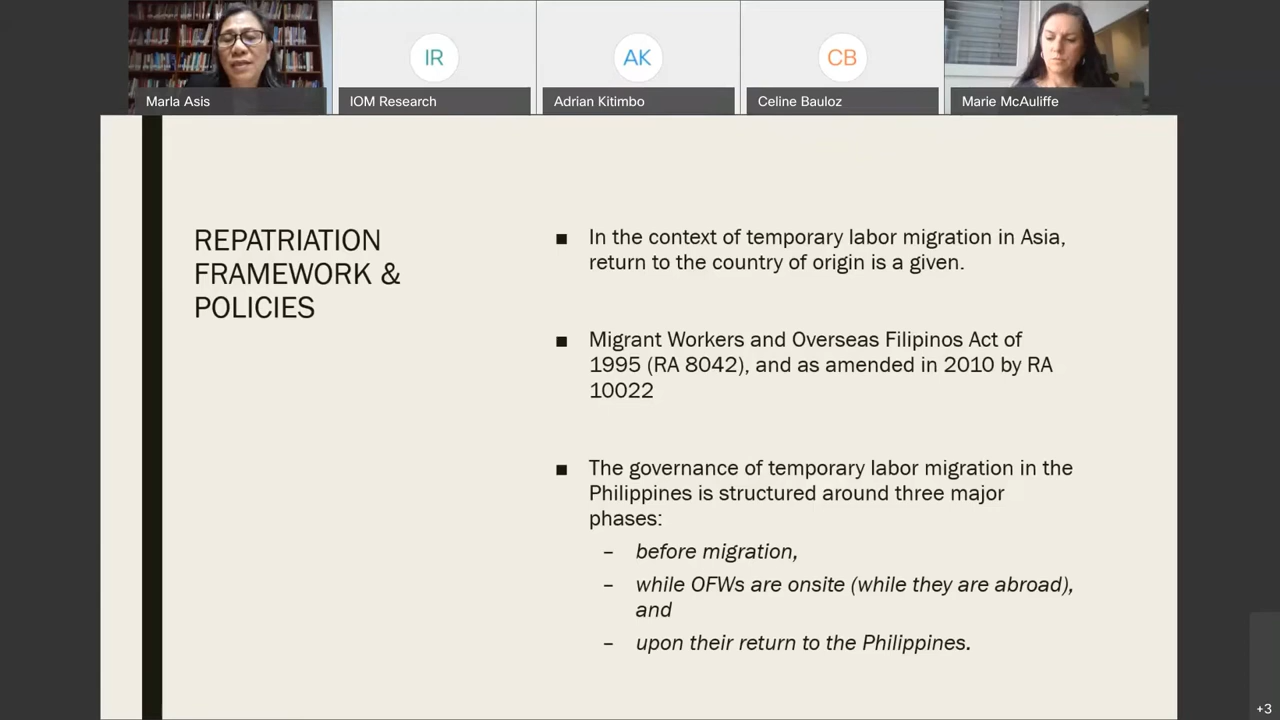 Marla Asis
IR
IOM Research
AK
Adrian Kitimbo
CB
Celine Bauloz
Marie McAuliffe
REPATRIATION
FRAMEWORK &
POLICIES
■ In the context of temporary labor migration in Asia,
return to the country of origin is a given.
■ Migrant Workers and Overseas Filipinos Act of
1995 (RA 8042), and as amended in 2010 by RA
10022
■ The governance of temporary labor migration in the
Philippines is structured around three major
phases:
– before migration,
– while OFWs are onsite (while they are abroad),
and
– upon their return to the Philippines.
+3